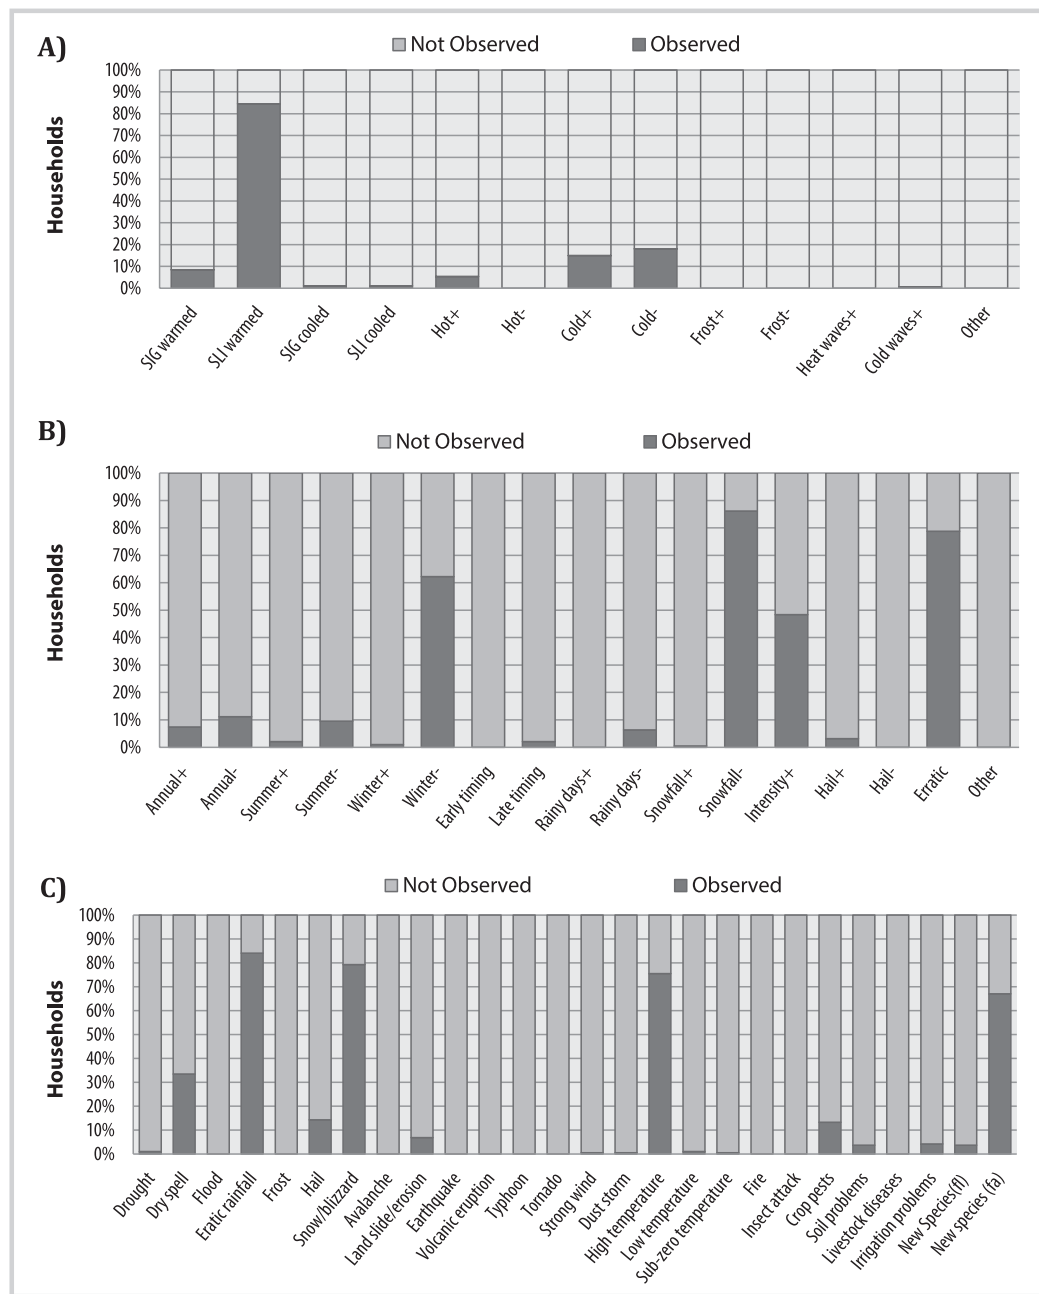 A)
Not Observed Observed
Households
100%
90%
80%
70%
60%
50%
40%
30%
20%
10%
0%
SIG warmed
SLI warmed
SIG cooled
SLI cooled
Hot+
Hot-
Cold+
Cold-
Frost+
Frost-
Heat waves+
Cold waves+
Other
B)
Not Observed Observed
Households
100%
90%
80%
70%
60%
50%
40%
30%
20%
10%
0%
Annual+
Annual-
Summer+
Summer-
Winter+
Winter-
Early timing
Late timing
Rainy days+
Rainy days-
Snowfall+
Snowfall-
Intensity+
Hail+
Hail-
Erratic
Other
C)
Not Observed Observed
Households
100%
90%
80%
70%
60%
50%
40%
30%
20%
10%
0%
Drought
Dry spell
Flood
Eratic rainfall
Frost
Hail
Snow/blizzard
Avalanche
Land slide/erosion
Earthquake
Volcanic eruption
Typhoon
Tornado
Strong wind
Dust storm
High temperature
Low temperature
Sub-zero temperature
Fire
Insect attack
Crop pests
Soil problems
Livestock diseases
Irrigation problems
New Species(fl)
New species (fa)